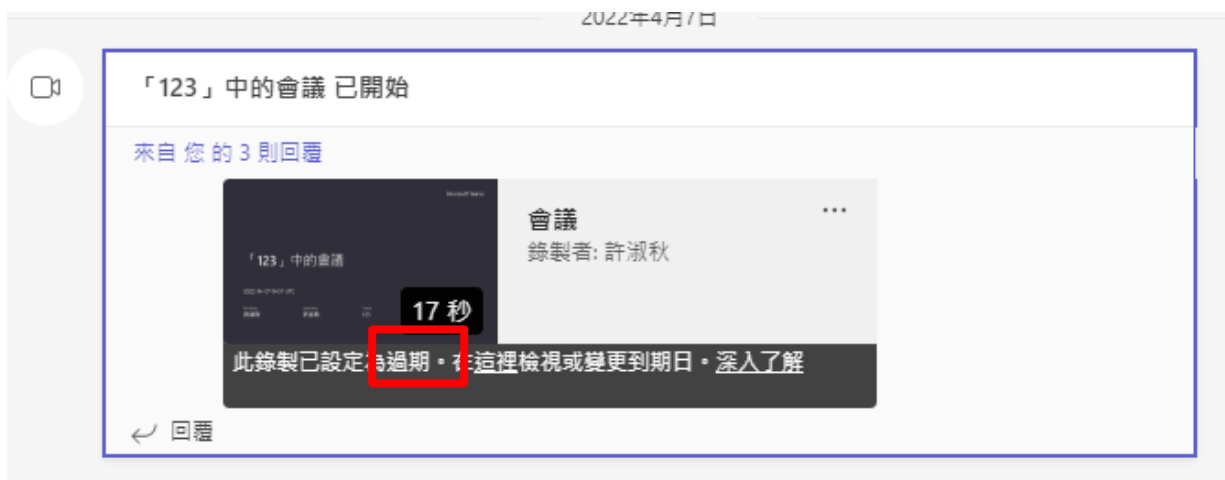 2022年4月7日
「123」中的會議 已開始
來自 您 的 3 則回覆
「123」中的會議
17 秒
會議
錄製者: 許淑秋
此錄製已設定為過期。在這裡檢視或變更到期日。深入了解
回覆